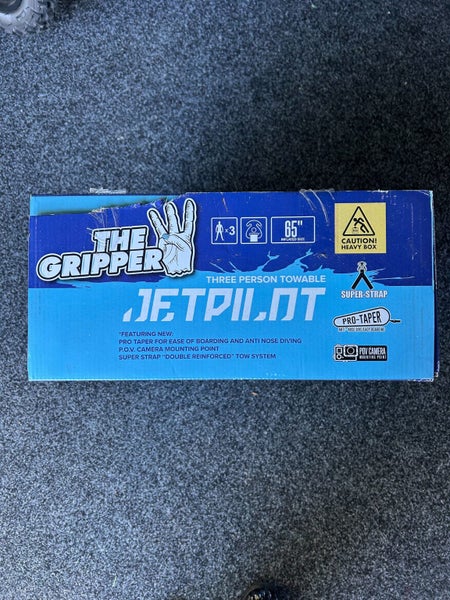 THE
GRIPPER
×3
65"
INFLATED SIZE
CAUTION!
HEAVY BOX
THREE PERSON TOWABLE
JETPILOT
SUPER-STRAP
PRO-TAPER
*FEATURING NEW:
PRO TAPER FOR EASE OF BOARDING AND ANTI NOSE DIVING
P.O.V. CAMERA MOUNTING POINT
SUPER STRAP "DOUBLE REINFORCED" TOW SYSTEM
POV CAMERA
MOUNTING POINT